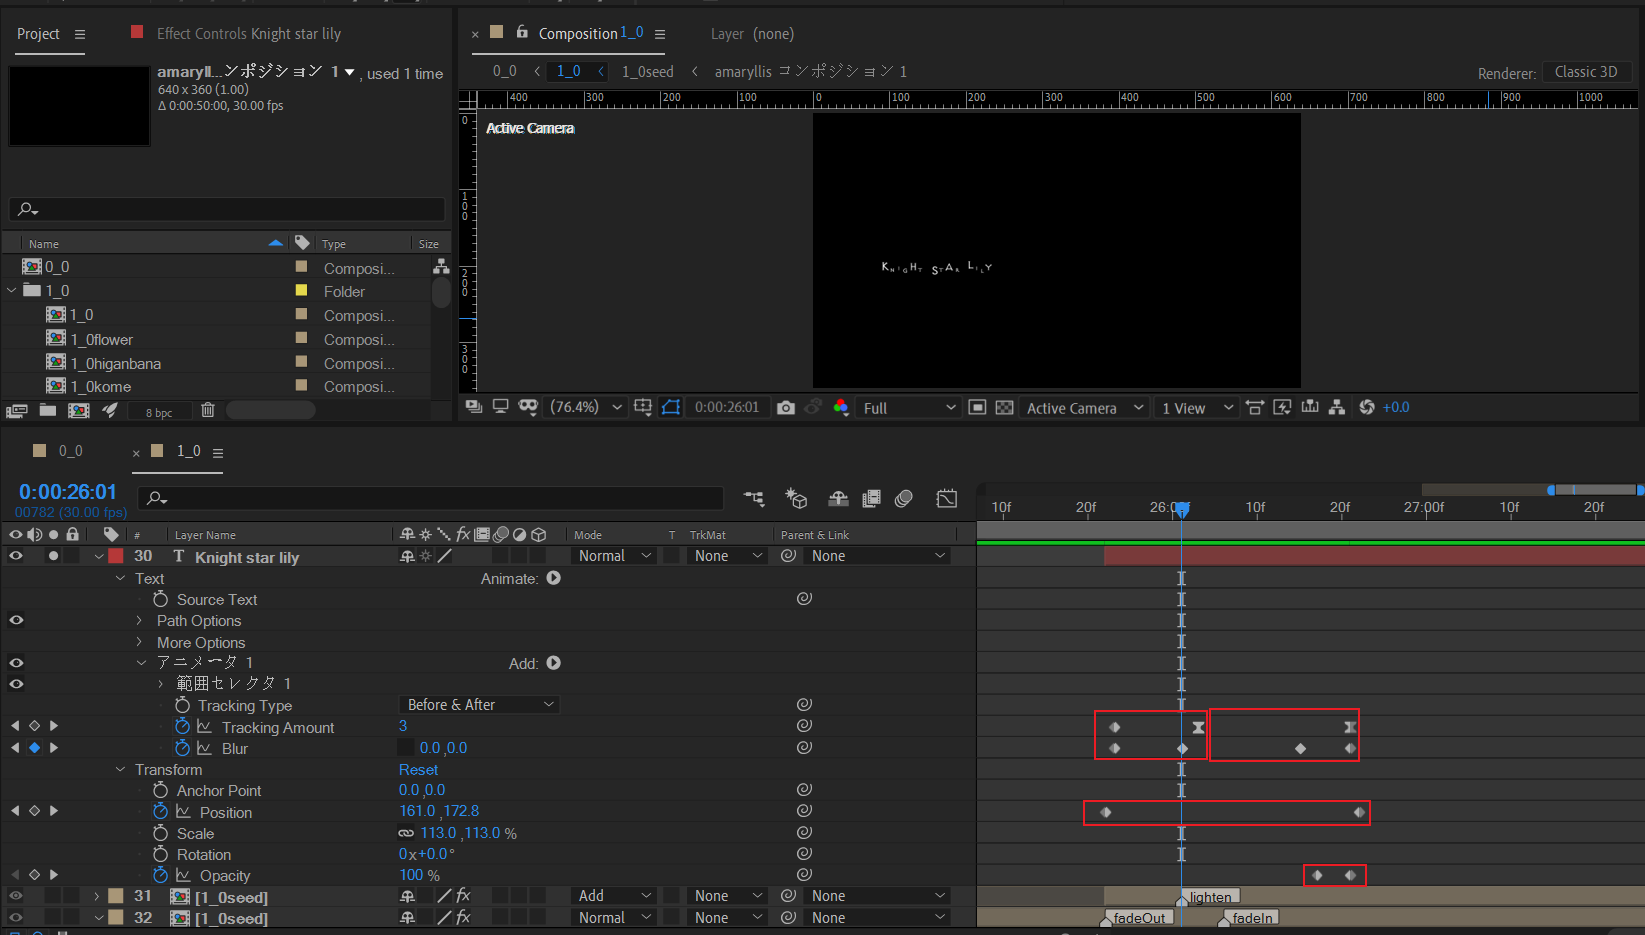 Project
Effect Controls Knight star lily
× Composition 1_0
Layer (none)
amaryll...ンポジション 1 , used 1 time
640 x 360 (1.00)
Δ 0:00:50:00, 30.00 fps
0_0 1_0 1_0seed amaryllis コンポジション 1
Renderer: Classic 3D
400 300 200 100 0 100 200 300 400 500 600 700 800 900 1000
0
100
200
300
Active Camera
KNIGHT STAR LILY
Name Type Size
0_0 Composi...
1_0 Folder
1_0 Composi...
1_0flower Composi...
1_0higanbana Composi...
1_0kome Composi...
8 bpc
(76.4%) 0:00:26:01 Full Active Camera 1 View +0.0
0_0 × 1_0
0:00:26:01
00782 (30.00 fps)
10f 20f 26:00f 10f 20f 27:00f 10f 20f
# Layer Name fx Mode T TrkMat Parent & Link
30 T Knight star lily Normal None None
Text Animate:
Source Text
Path Options
More Options
アニメータ 1 Add:
範囲セレクタ 1
Tracking Type Before & After
Tracking Amount 3
Blur 0.0,0.0
Transform Reset
Anchor Point 0.0,0.0
Position 161.0,172.8
Scale 113.0,113.0 %
Rotation 0x+0.0°
Opacity 100 %
31 [1_0seed] fx Add None None lighten
32 [1_0seed] fx Normal None None fadeOut fadeIn